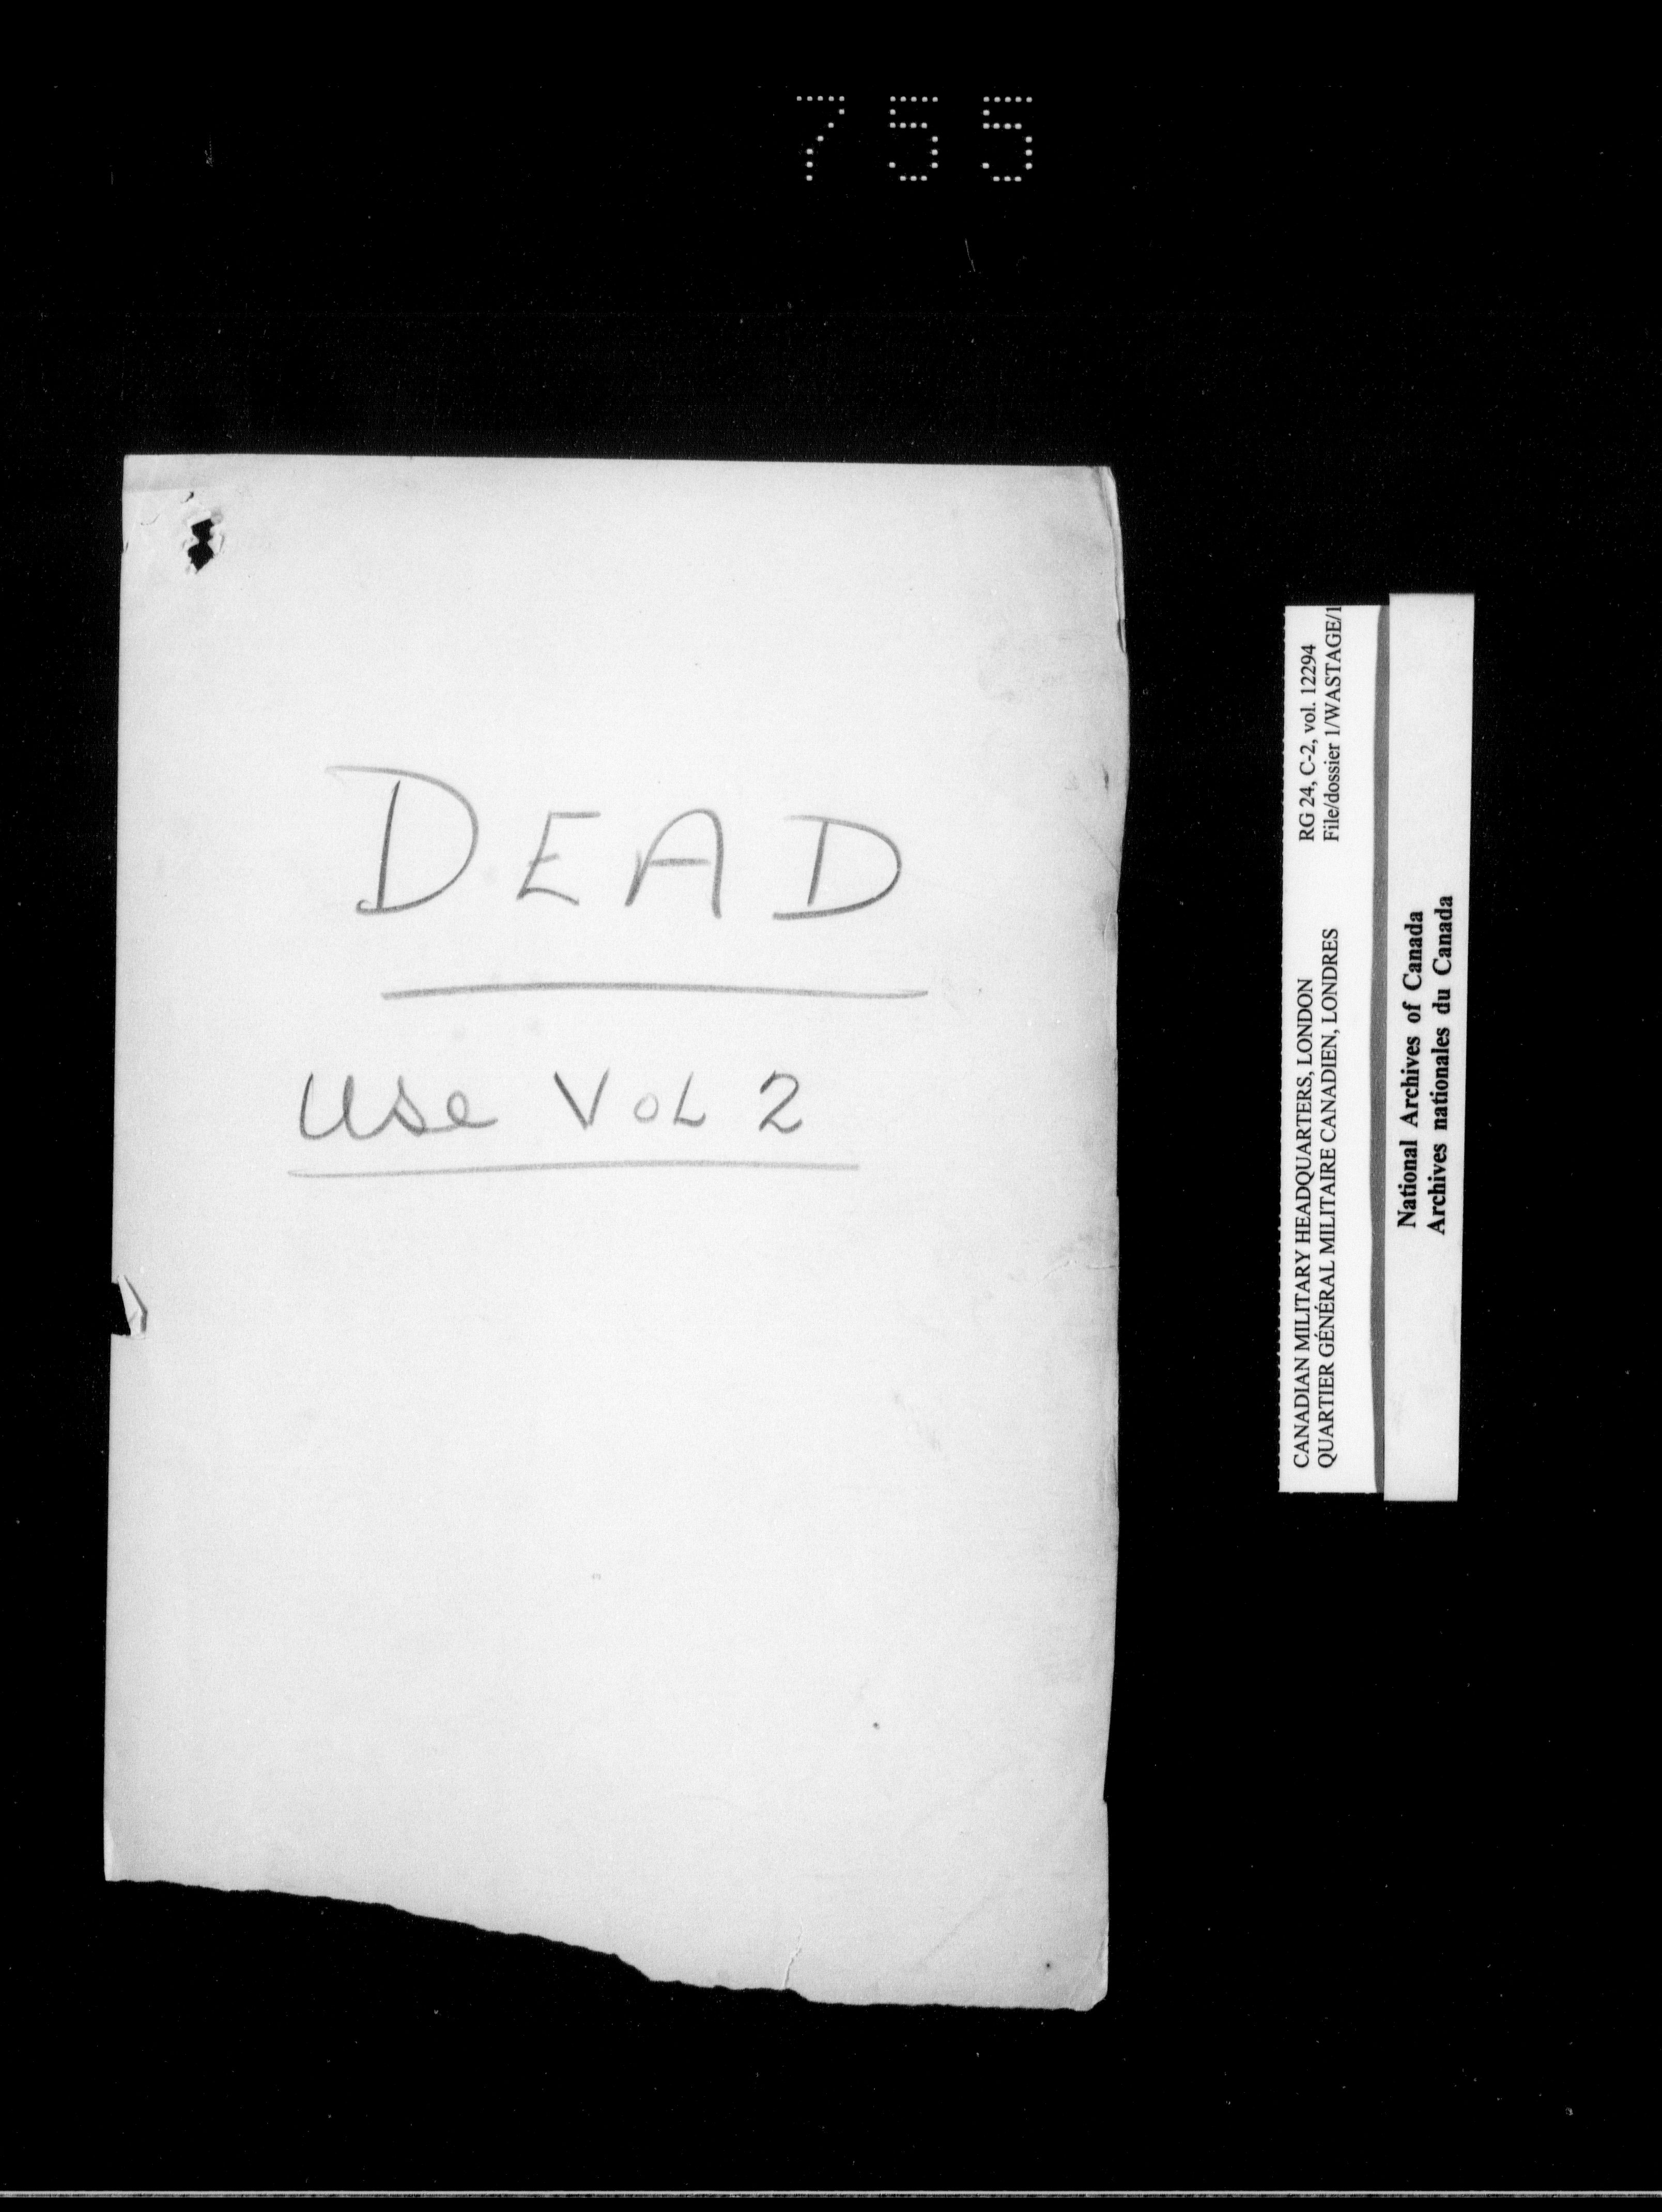 755
DEAD
Use VOL 2
CANADIAN MILITARY HEADQUARTERS, LONDON RG 24, C-2, vol. 12294
QUARTIER GÉNÉRAL MILITAIRE CANADIEN, LONDRES File/dossier 1/WASTAGE/1
National Archives of Canada
Archives nationales du Canada